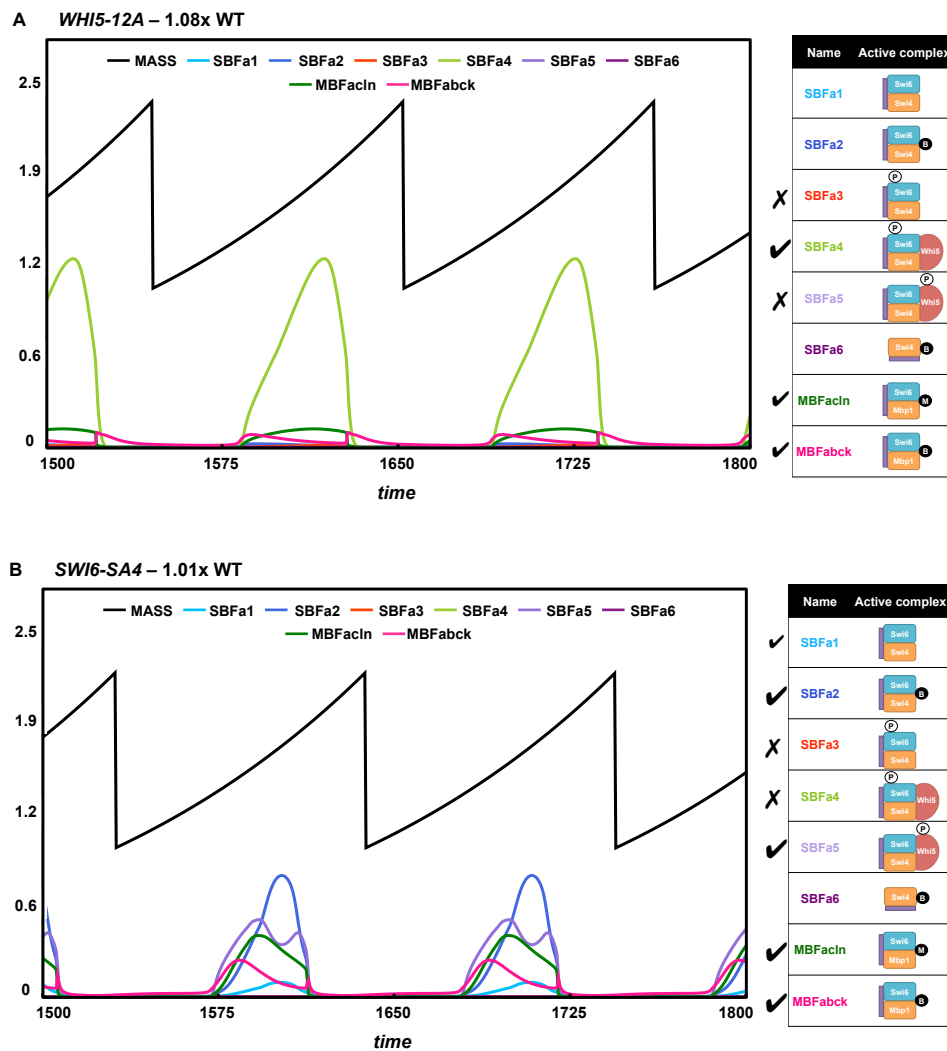 A WHI5-12A – 1.08x WT
MASS SBFa1 SBFa2 SBFa3 SBFa4 SBFa5 SBFa6
MBFacln MBFabck
2.5
1.9
1.2
0.6
0
1500 1575 1650 1725 1800
time
Name Active complex
SBFa1 Swi6 Swi4
SBFa2 Swi6 Swi4 B
✗ SBFa3 P Swi6 Swi4
✔ SBFa4 P Swi6 Swi4 Whi5
✗ SBFa5 P Swi6 Swi4 Whi5
SBFa6 Swi4 B
✔ MBFacln Swi6 Mbp1 M
✔ MBFabck Swi6 Mbp1 B
B SWI6-SA4 – 1.01x WT
MASS SBFa1 SBFa2 SBFa3 SBFa4 SBFa5 SBFa6
MBFacln MBFabck
2.5
1.9
1.2
0.6
0
1500 1575 1650 1725 1800
time
Name Active complex
✔ SBFa1 Swi6 Swi4
✔ SBFa2 Swi6 Swi4 B
✗ SBFa3 P Swi6 Swi4
✗ SBFa4 P Swi6 Swi4 Whi5
✔ SBFa5 P Swi6 Swi4 Whi5
SBFa6 Swi4 B
✔ MBFacln Swi6 Mbp1 M
✔ MBFabck Swi6 Mbp1 B